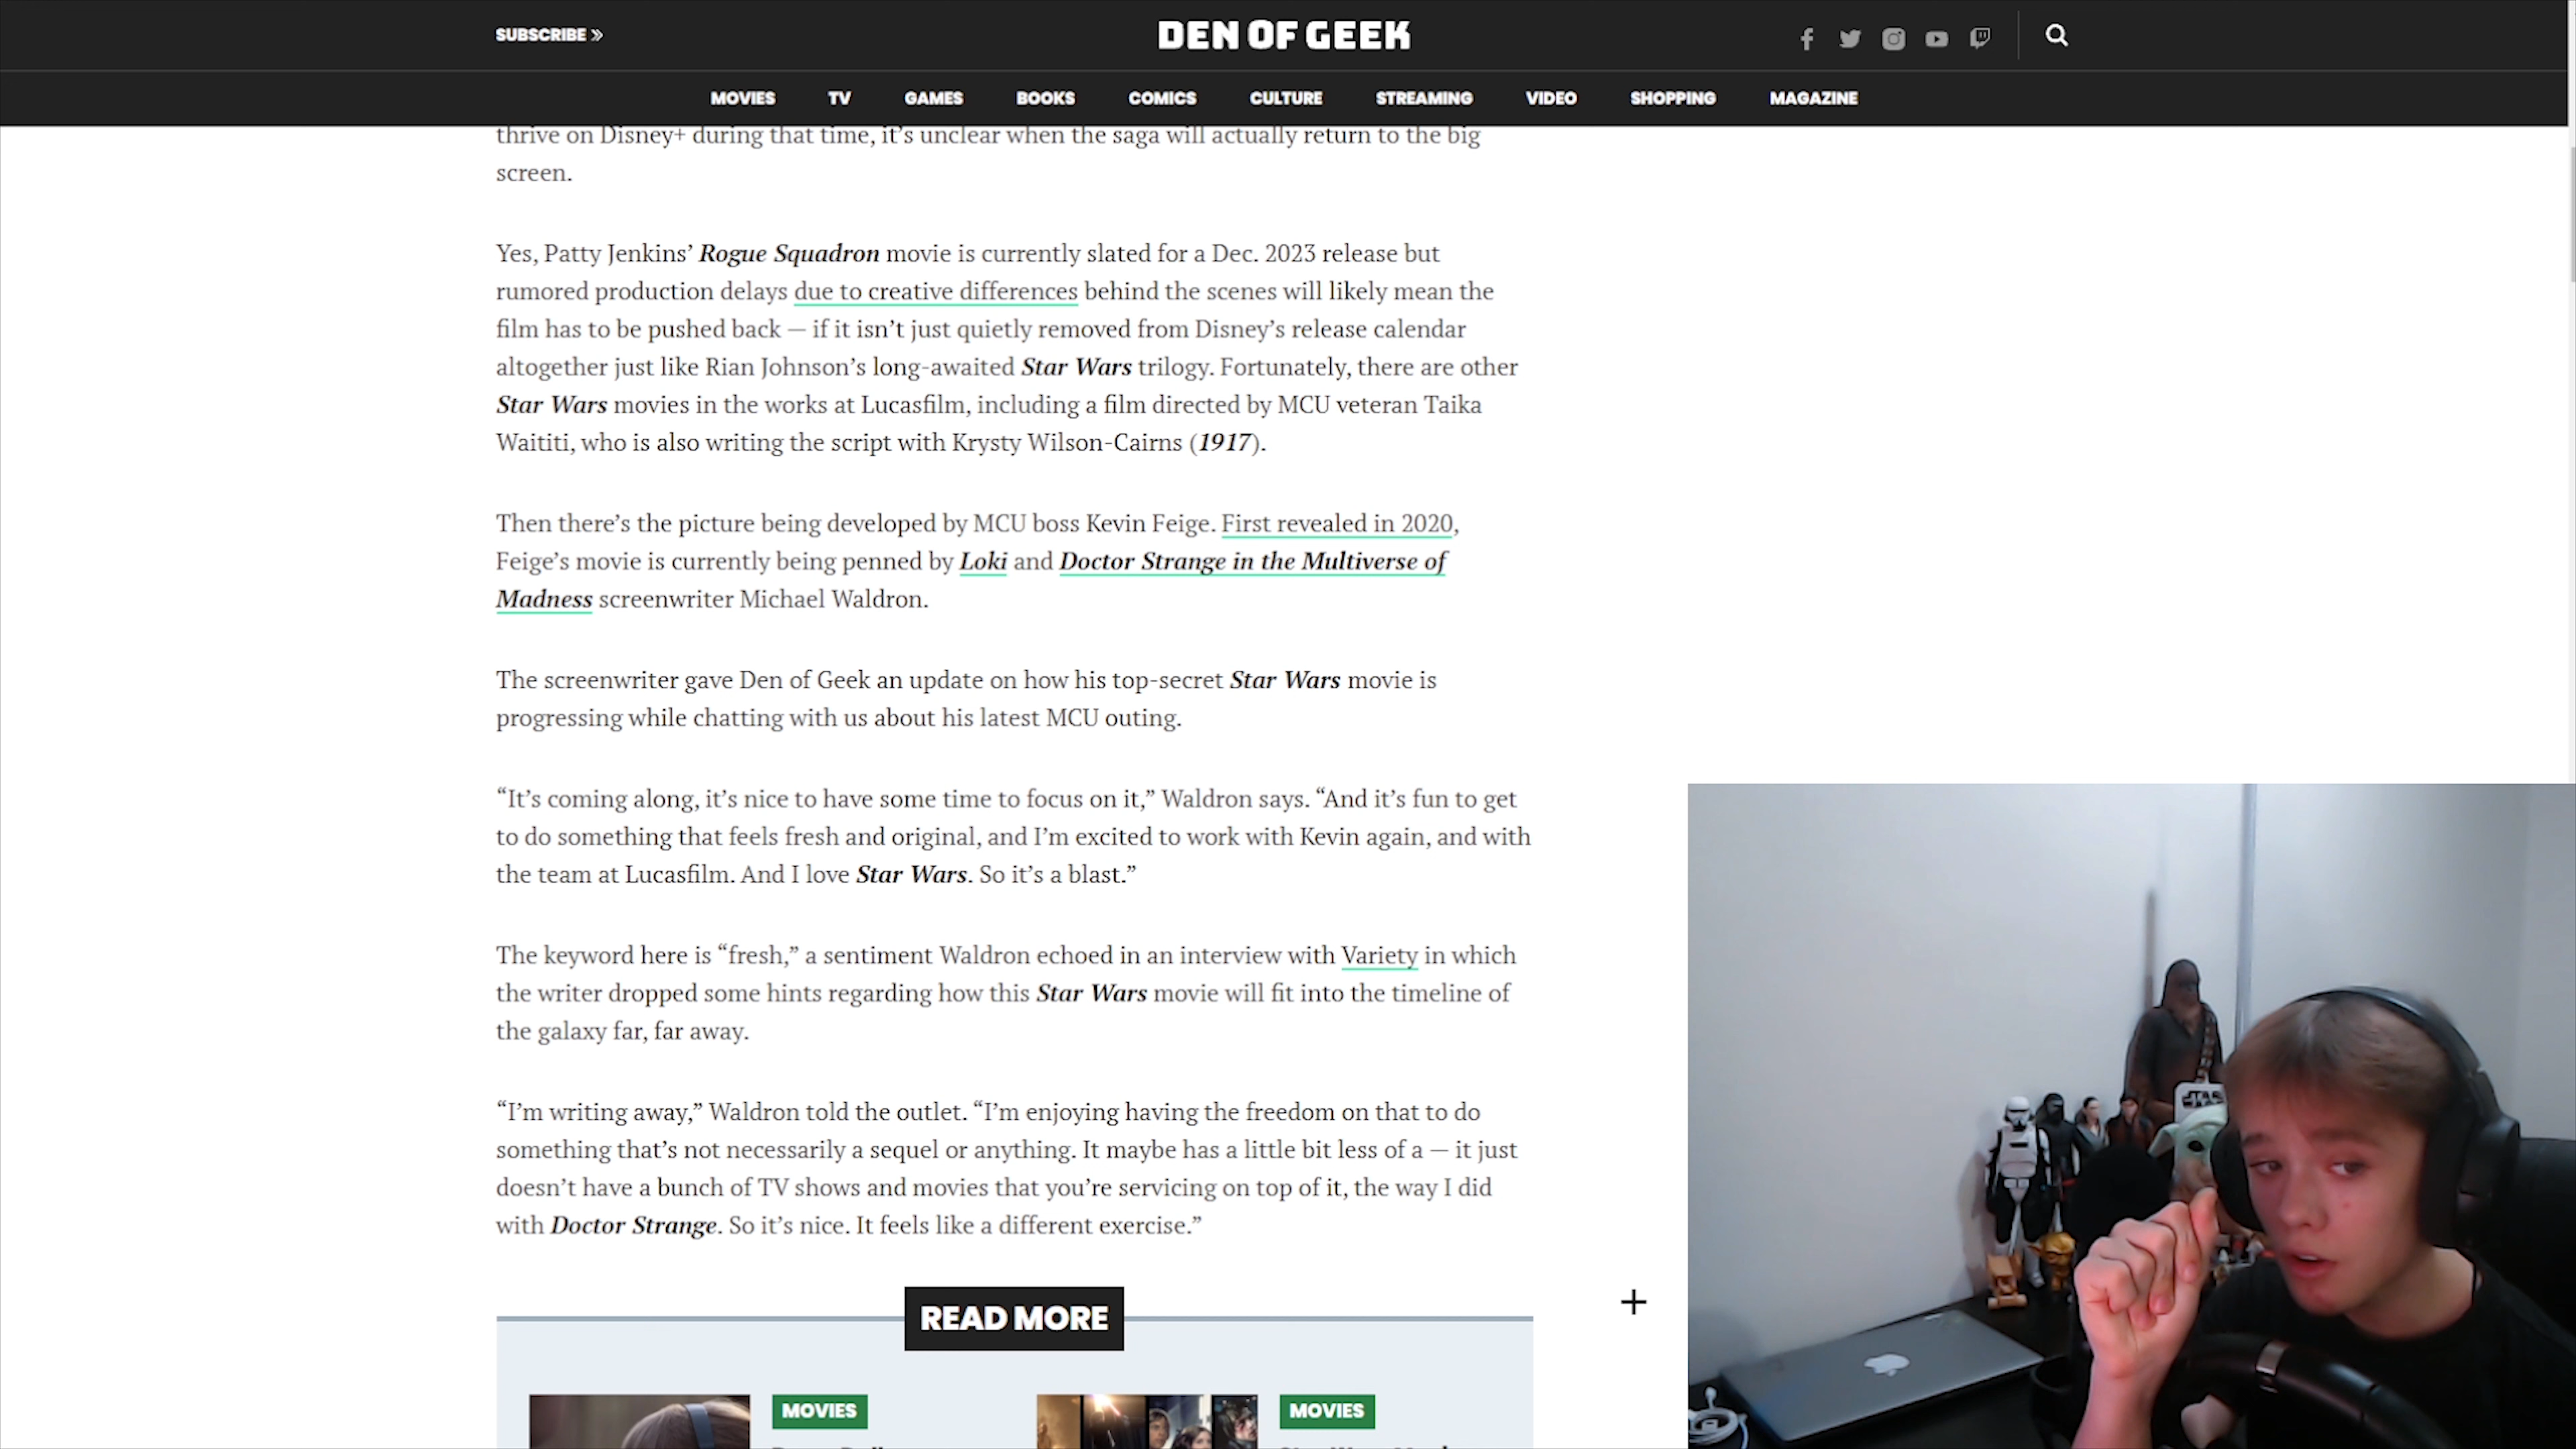 SUBSCRIBE »
DEN OF GEEK
MOVIES TV GAMES BOOKS COMICS CULTURE STREAMING VIDEO SHOPPING MAGAZINE
thrive on Disney+ during that time, it’s unclear when the saga will actually return to the big
screen.
Yes, Patty Jenkins’ Rogue Squadron movie is currently slated for a Dec. 2023 release but
rumored production delays due to creative differences behind the scenes will likely mean the
film has to be pushed back — if it isn’t just quietly removed from Disney’s release calendar
altogether just like Rian Johnson’s long-awaited Star Wars trilogy. Fortunately, there are other
Star Wars movies in the works at Lucasfilm, including a film directed by MCU veteran Taika
Waititi, who is also writing the script with Krysty Wilson-Cairns (1917).
Then there’s the picture being developed by MCU boss Kevin Feige. First revealed in 2020,
Feige’s movie is currently being penned by Loki and Doctor Strange in the Multiverse of
Madness screenwriter Michael Waldron.
The screenwriter gave Den of Geek an update on how his top-secret Star Wars movie is
progressing while chatting with us about his latest MCU outing.
“It’s coming along, it’s nice to have some time to focus on it,” Waldron says. “And it’s fun to get
to do something that feels fresh and original, and I’m excited to work with Kevin again, and with
the team at Lucasfilm. And I love Star Wars. So it’s a blast.”
The keyword here is “fresh,” a sentiment Waldron echoed in an interview with Variety in which
the writer dropped some hints regarding how this Star Wars movie will fit into the timeline of
the galaxy far, far away.
“I’m writing away,” Waldron told the outlet. “I’m enjoying having the freedom on that to do
something that’s not necessarily a sequel or anything. It maybe has a little bit less of a — it just
doesn’t have a bunch of TV shows and movies that you’re servicing on top of it, the way I did
with Doctor Strange. So it’s nice. It feels like a different exercise.”
READ MORE
MOVIES
MOVIES